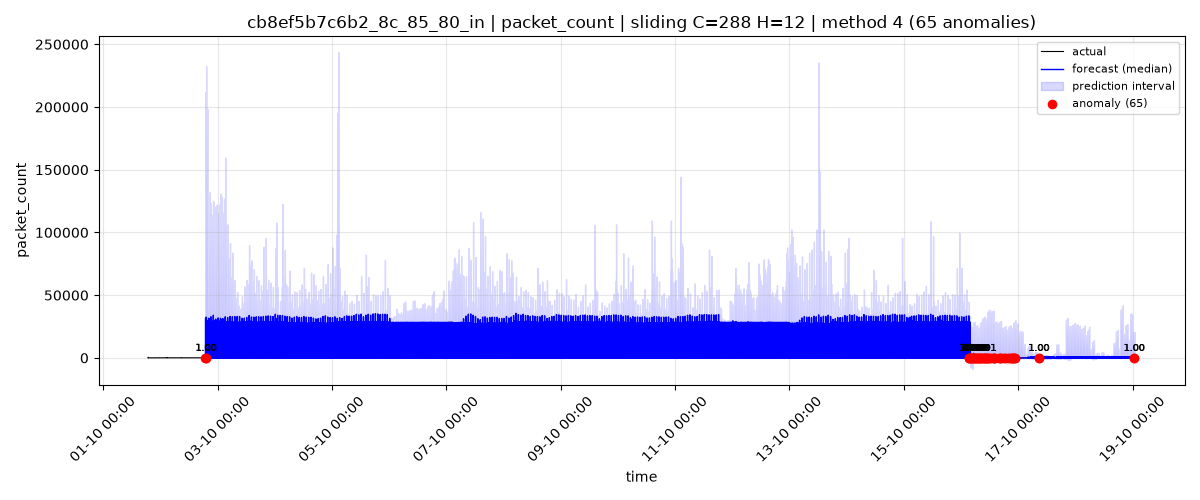 cb8ef5b7c6b2_8c_85_80_in | packet_count | sliding C=288 H=12 | method 4 (65 anomalies)
250000
200000
150000
100000
50000
0
packet_count
actual
forecast (median)
prediction interval
anomaly (65)
1.00
1.00
1.00
01-10 00:00
03-10 00:00
05-10 00:00
07-10 00:00
09-10 00:00
11-10 00:00
13-10 00:00
15-10 00:00
17-10 00:00
19-10 00:00
time